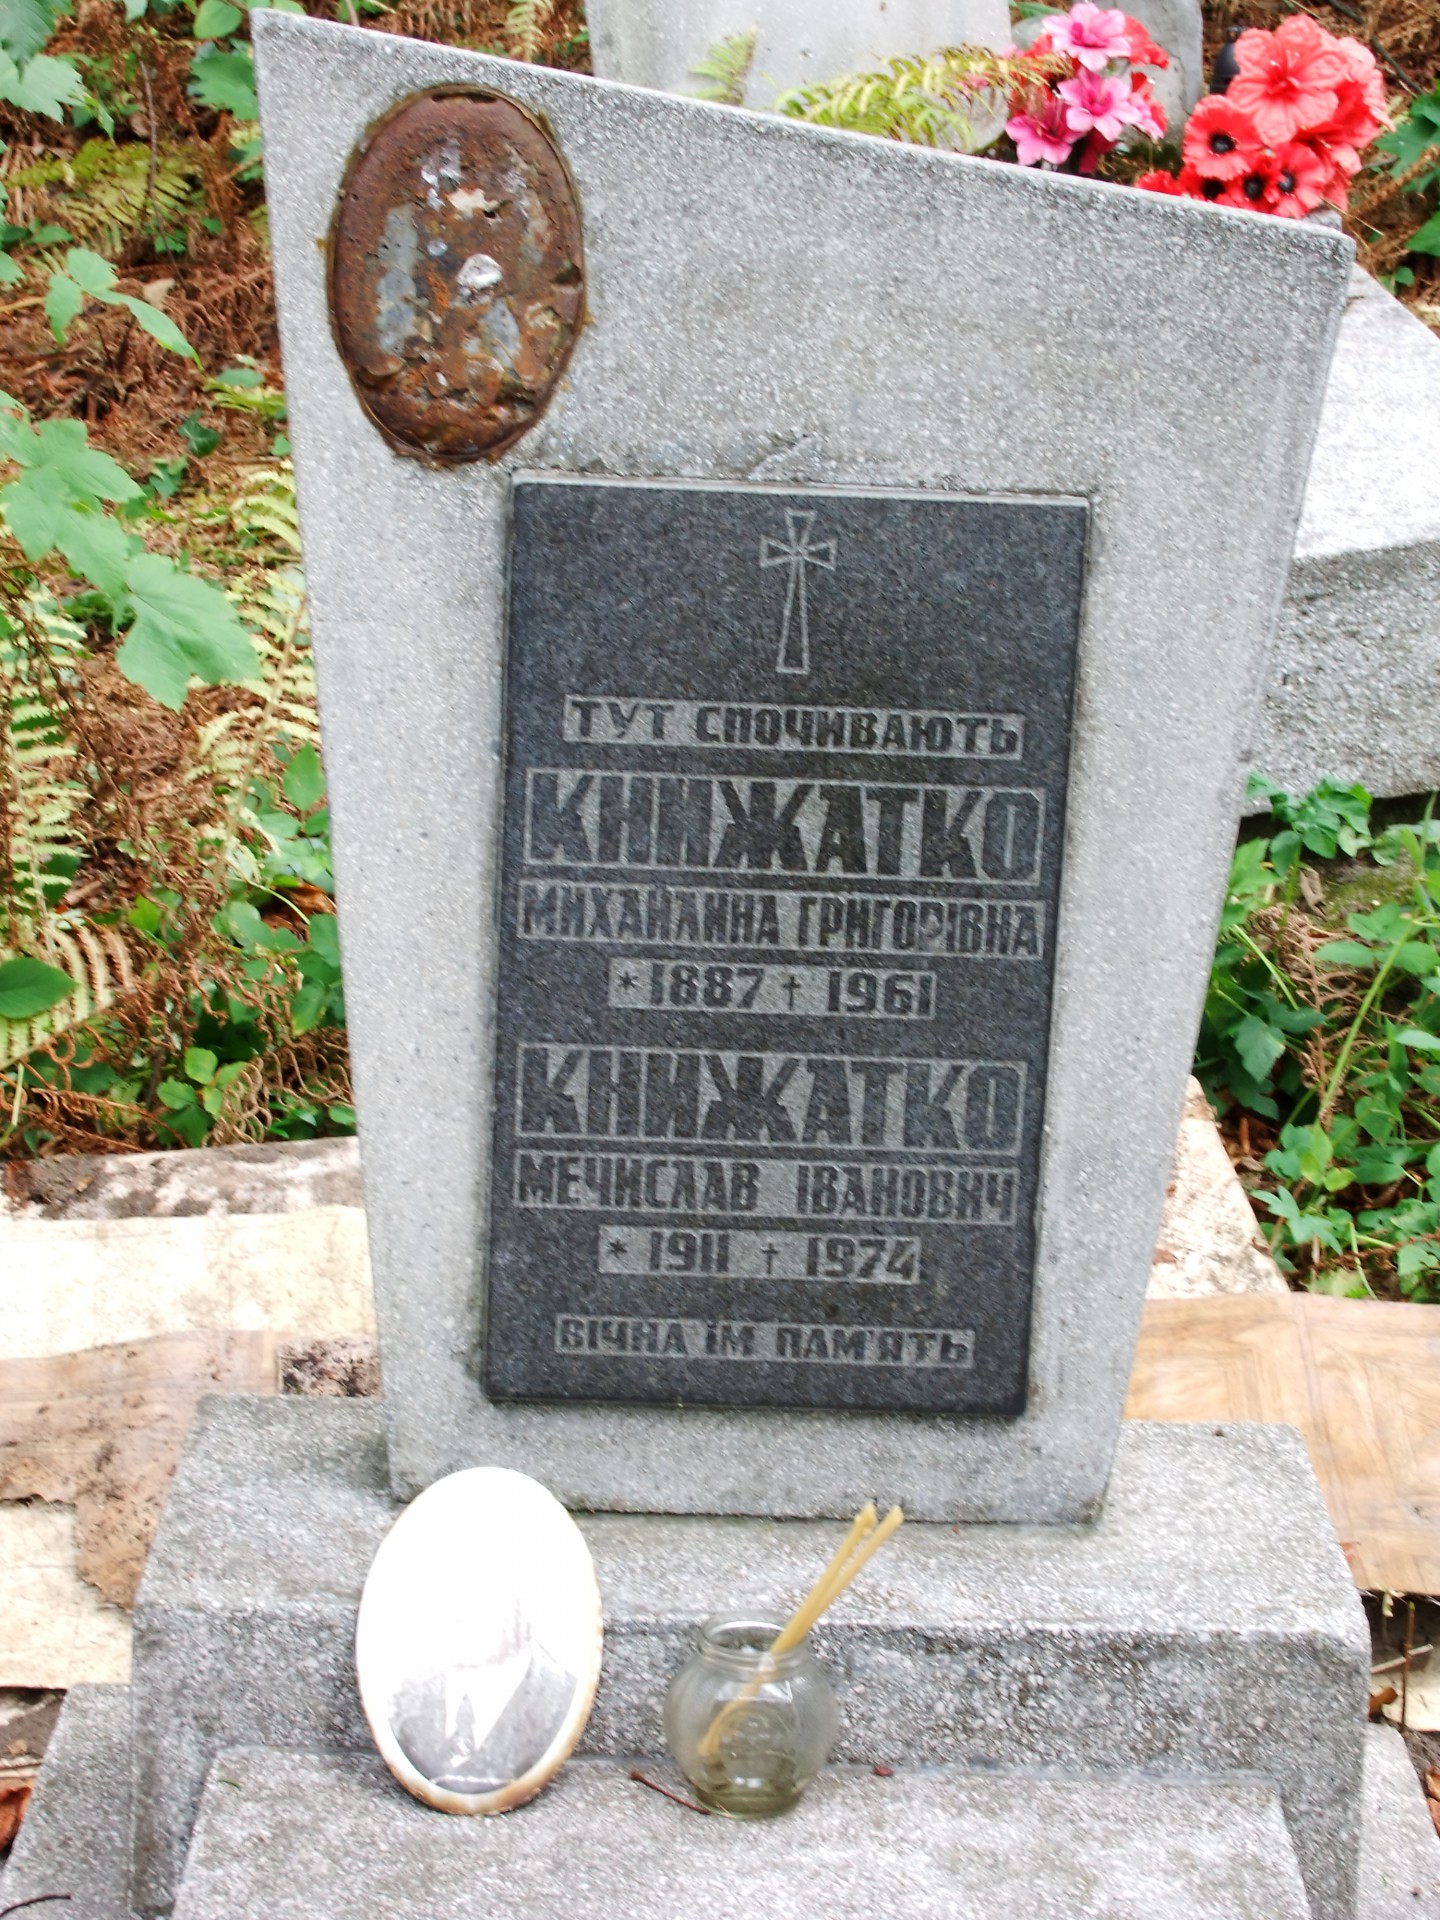 ТУТ СПОЧИВАЮТЬ
КНИЖАТКО
МИХАЙЛИНА ГРИГОРІВНА
* 1887 † 1961
КНИЖАТКО
МЕЧИСЛАВ ІВАНОВИЧ
* 1911 † 1974
ВІЧНА ЇМ ПАМ'ЯТЬ